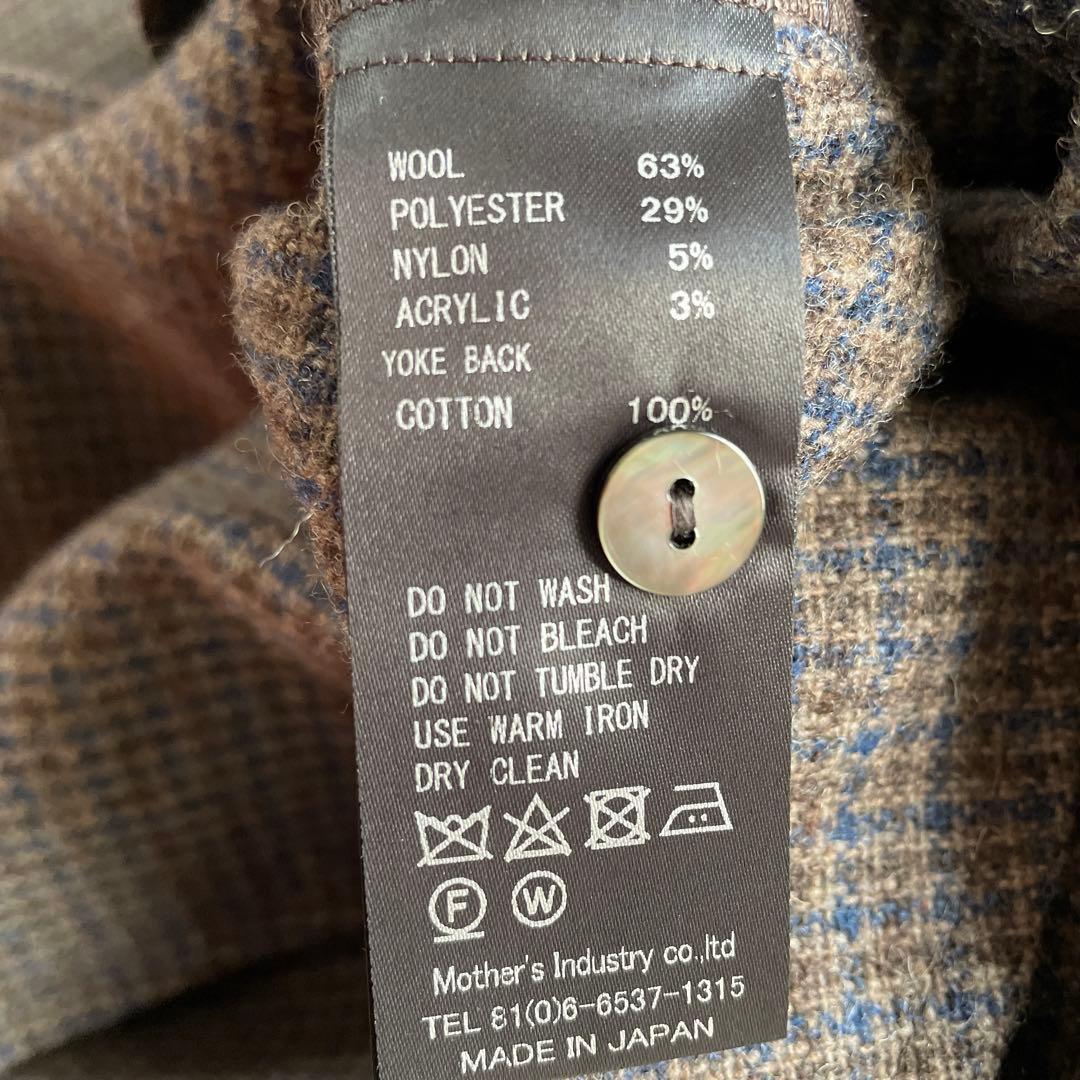 WOOL 63%
POLYESTER 29%
NYLON 5%
ACRYLIC 3%
YOKE BACK
COTTON 100%
DO NOT WASH
DO NOT BLEACH
DO NOT TUMBLE DRY
USE WARM IRON
DRY CLEAN
F W
Mother's Industry co.,ltd
TEL 81(0)6-6537-1315
MADE IN JAPAN